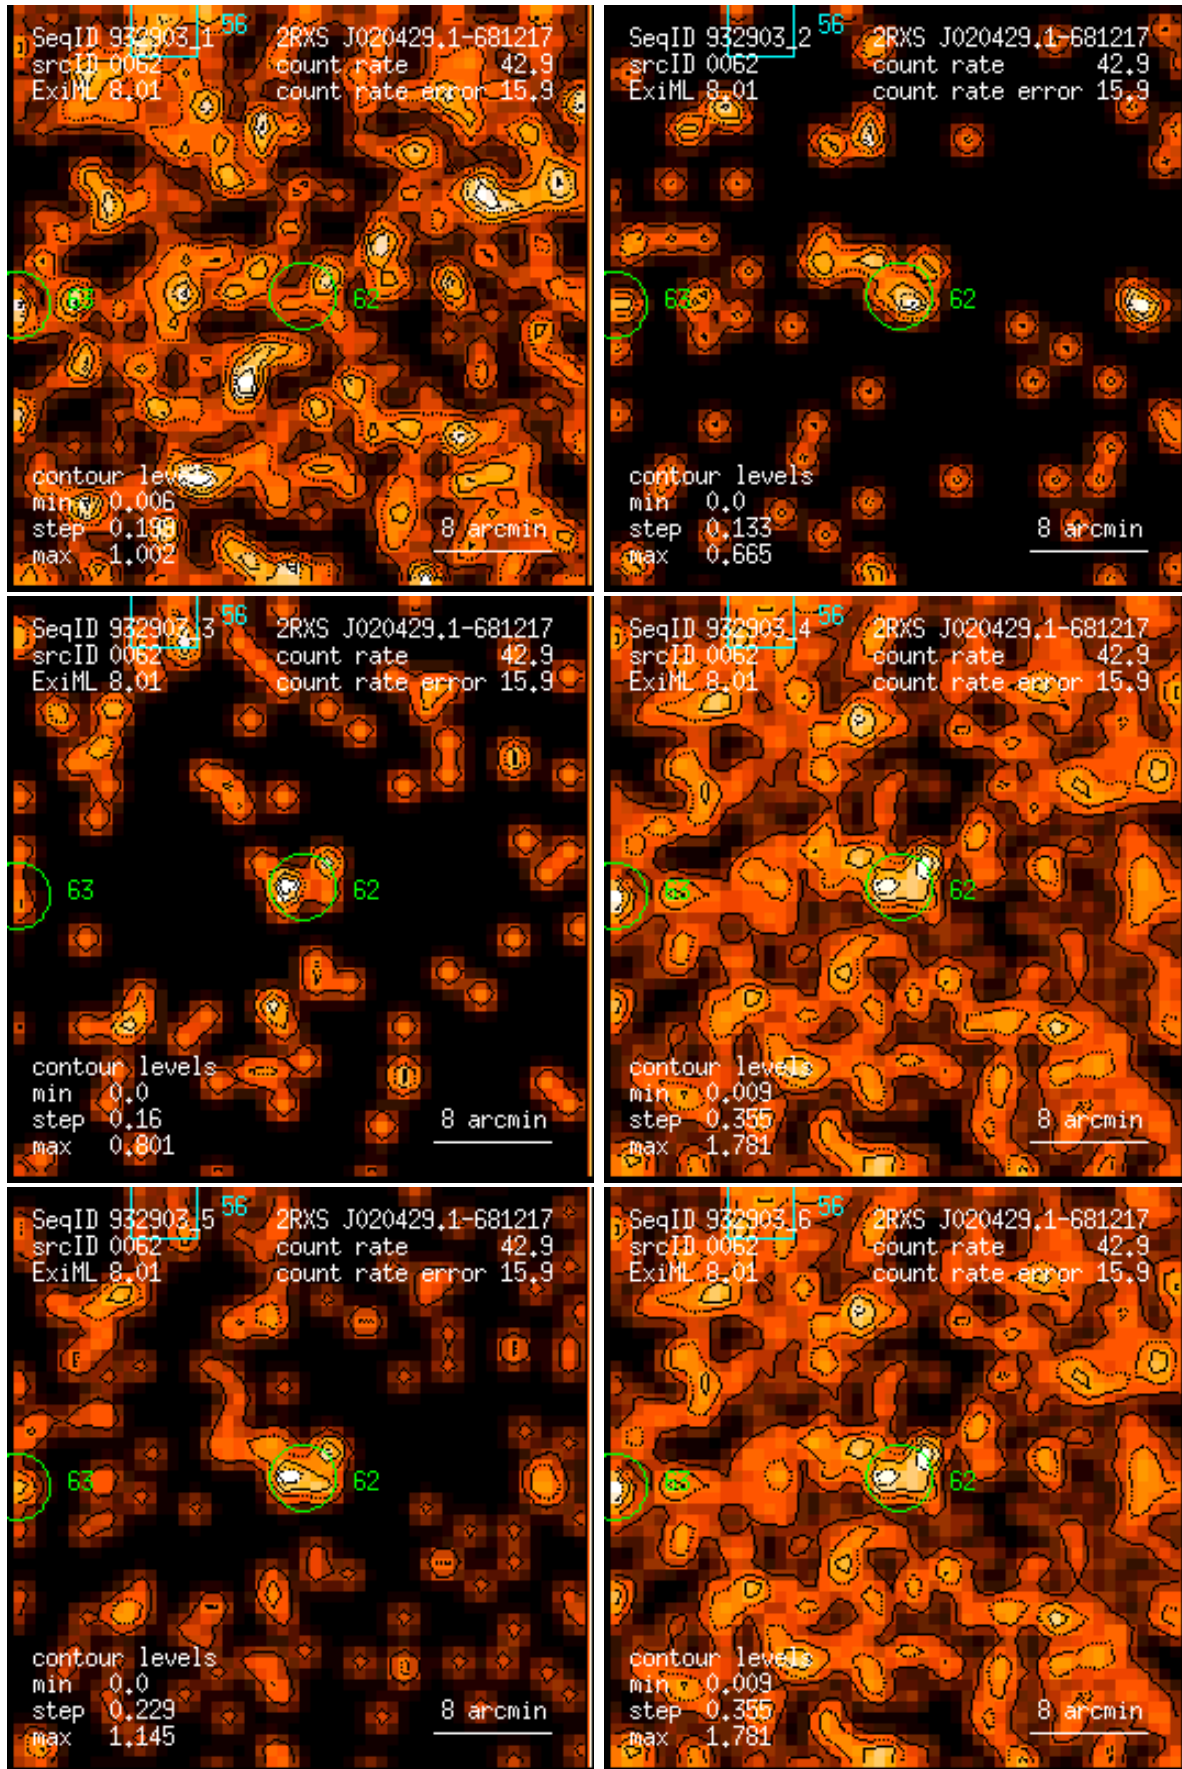 56
SeqID 932903_1 2RXS J020429.1-681217
srcID 0062 count rate 42.9
ExiML 8.01 count rate error 15.9
63
62
contour levels
min 0.006
step 0.199
max 1.002
8 arcmin
56
SeqID 932903_2 2RXS J020429.1-681217
srcID 0062 count rate 42.9
ExiML 8.01 count rate error 15.9
63
62
contour levels
min 0.0
step 0.133
max 0.665
8 arcmin
56
SeqID 932903_3 2RXS J020429.1-681217
srcID 0062 count rate 42.9
ExiML 8.01 count rate error 15.9
63
62
contour levels
min 0.0
step 0.16
max 0.801
8 arcmin
56
SeqID 932903_4 2RXS J020429.1-681217
srcID 0062 count rate 42.9
ExiML 8.01 count rate error 15.9
63
62
contour levels
min 0.009
step 0.355
max 1.781
8 arcmin
56
SeqID 932903_5 2RXS J020429.1-681217
srcID 0062 count rate 42.9
ExiML 8.01 count rate error 15.9
63
62
contour levels
min 0.0
step 0.229
max 1.145
8 arcmin
56
SeqID 932903_6 2RXS J020429.1-681217
srcID 0062 count rate 42.9
ExiML 8.01 count rate error 15.9
63
62
contour levels
min 0.009
step 0.355
max 1.781
8 arcmin